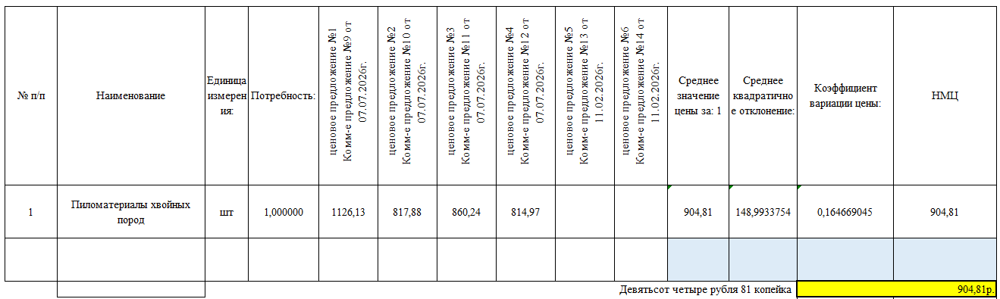 № п/п
Наименование
Единица
измерен
ия:
Потребность:
ценовое предложение №1
Комм-е предложение №9 от
07.07.2026г.
ценовое предложение №2
Комм-е предложение №10 от
07.07.2026г.
ценовое предложение №3
Комм-е предложение №11 от
07.07.2026г.
ценовое предложение №4
Комм-е предложение №12 от
07.07.2026г.
ценовое предложение №5
Комм-е предложение №13 от
11.02.2026г.
ценовое предложение №6
Комм-е предложение №14 от
11.02.2026г.
Среднее
значение
цены за: 1
Среднее
квадратично
е отклонение:
Коэффициент
вариации цены:
НМЦ
1
Пиломатериалы хвойных
пород
шт
1,000000
1126,13
817,88
860,24
814,97
904,81
148,9933754
0,164669045
904,81
Девятьсот четыре рубля 81 копейка
904,81р.